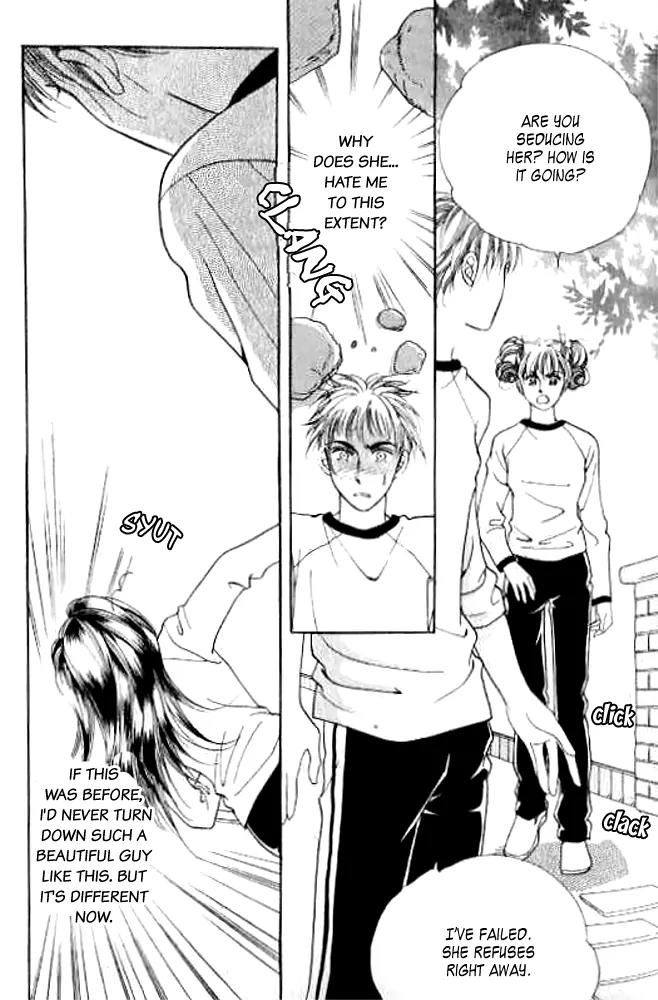 SYUT
IF THIS
WAS BEFORE,
I'D NEVER TURN
DOWN SUCH A
BEAUTIFUL GUY
LIKE THIS. BUT
IT'S DIFFERENT
NOW.
WHY
DOES SHE...
HATE ME
TO THIS
EXTENT?
CLANG
ARE YOU
SEDUCING
HER? HOW IS
IT GOING?
click
clack
I'VE FAILED.
SHE REFUSES
RIGHT AWAY.